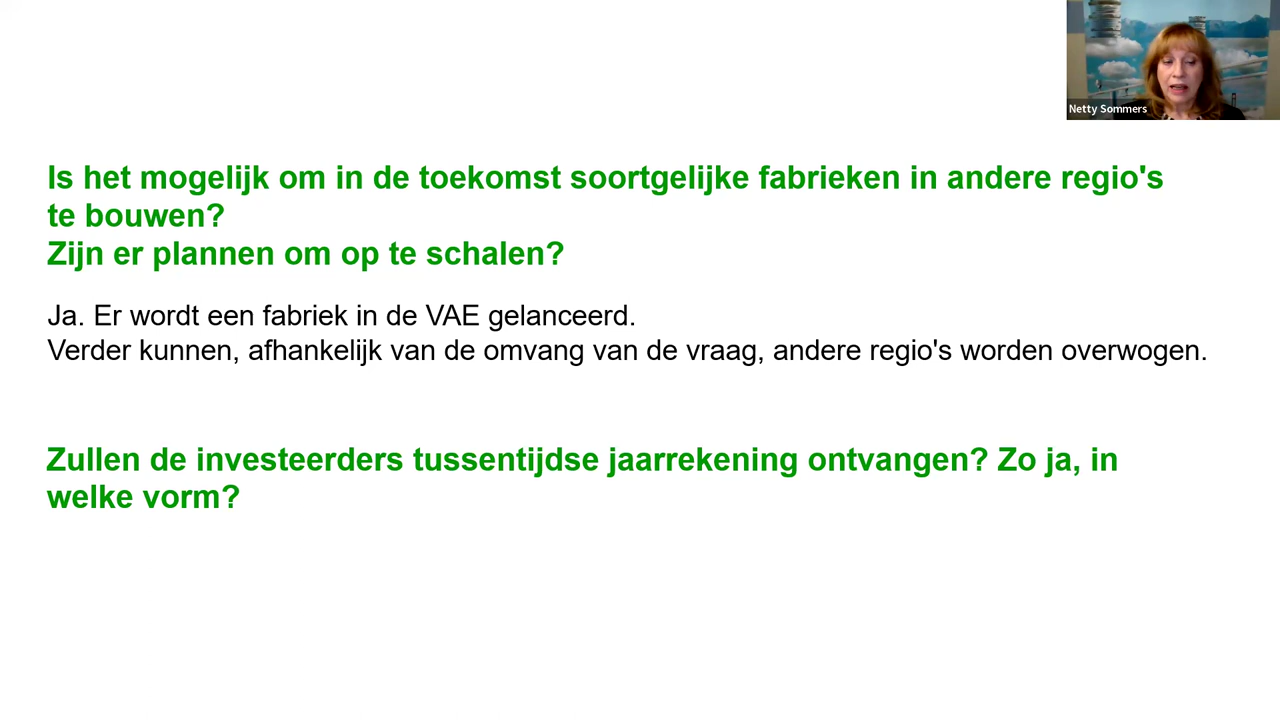 Netty Sommers
Is het mogelijk om in de toekomst soortgelijke fabrieken in andere regio's
te bouwen?
Zijn er plannen om op te schalen?
Ja. Er wordt een fabriek in de VAE gelanceerd.
Verder kunnen, afhankelijk van de omvang van de vraag, andere regio's worden overwogen.
Zullen de investeerders tussentijdse jaarrekening ontvangen? Zo ja, in
welke vorm?